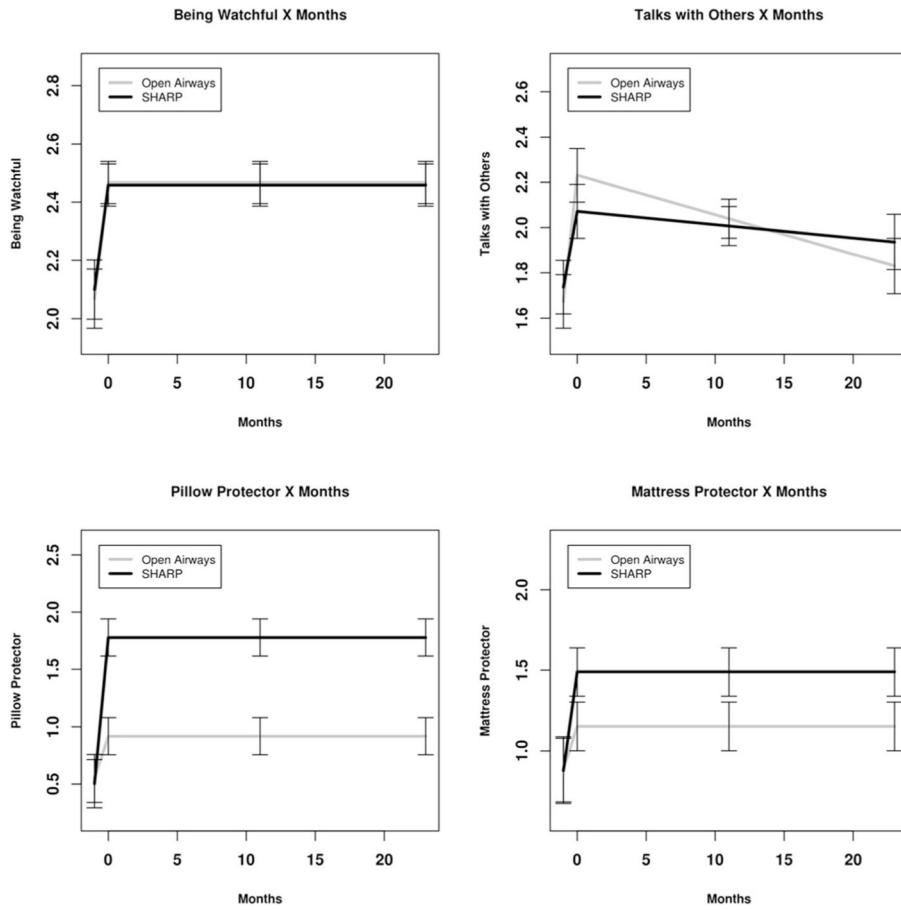 Being Watchful X Months
Being Watchful
2.8
2.6
2.4
2.2
2.0
Open Airways
SHARP
0 5 10 15 20
Months
Talks with Others X Months
Talks with Others
2.6
2.4
2.2
2.0
1.8
1.6
Open Airways
SHARP
0 5 10 15 20
Months
Pillow Protector X Months
Pillow Protector
2.5
2.0
1.5
1.0
0.5
Open Airways
SHARP
0 5 10 15 20
Months
Mattress Protector X Months
Mattress Protector
2.0
1.5
1.0
Open Airways
SHARP
0 5 10 15 20
Months